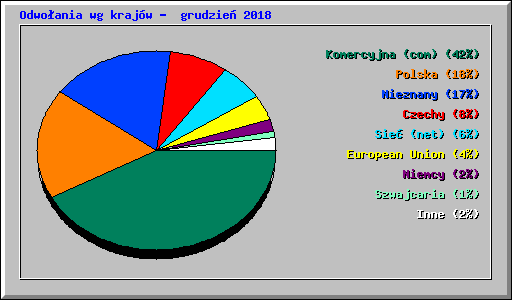 Odwołania wg krajów - grudzień 2018
Komercyjna (com) (42%)
Polska (18%)
Nieznany (17%)
Czechy (8%)
Sieć (net) (6%)
European Union (4%)
Niemcy (2%)
Szwajcaria (1%)
Inne (2%)